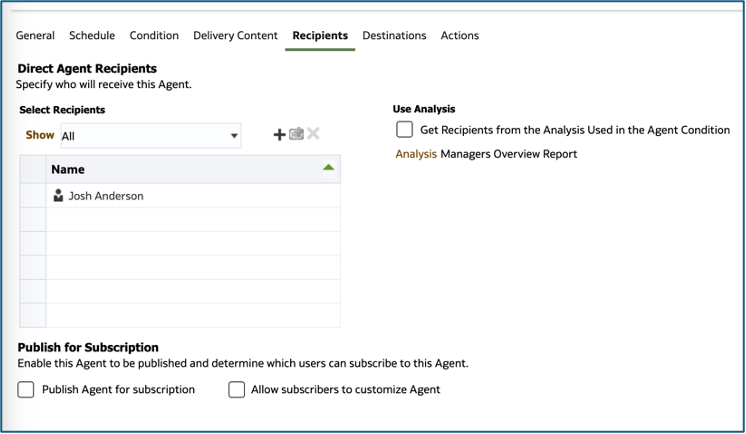 General Schedule Condition Delivery Content Recipients Destinations Actions
Direct Agent Recipients
Specify who will receive this Agent.
Select Recipients
Show All
Name
Josh Anderson
Use Analysis
Get Recipients from the Analysis Used in the Agent Condition
Analysis Managers Overview Report
Publish for Subscription
Enable this Agent to be published and determine which users can subscribe to this Agent.
Publish Agent for subscription Allow subscribers to customize Agent